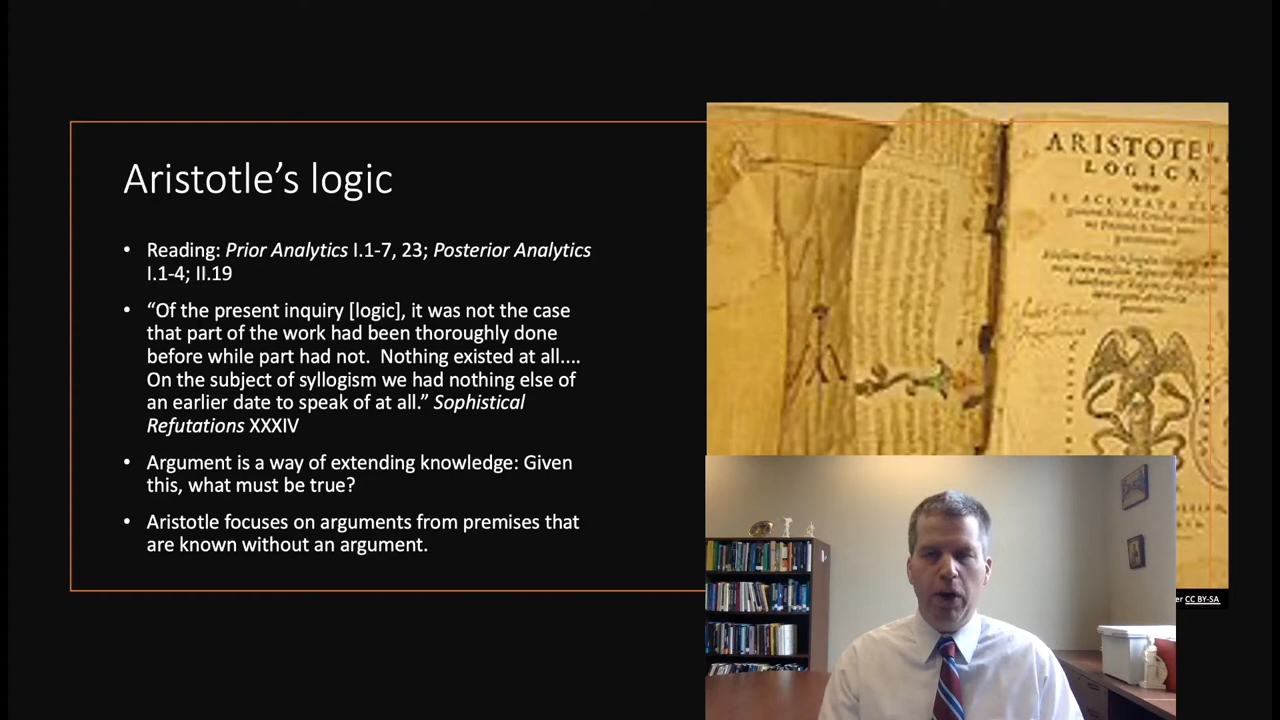 Aristotle’s logic
• Reading: Prior Analytics I.1-7, 23; Posterior Analytics
I.1-4; II.19
• “Of the present inquiry [logic], it was not the case
that part of the work had been thoroughly done
before while part had not.  Nothing existed at all....
On the subject of syllogism we had nothing else of
an earlier date to speak of at all.” Sophistical
Refutations XXXIV
• Argument is a way of extending knowledge: Given
this, what must be true?
• Aristotle focuses on arguments from premises that
are known without an argument.
ARISTOTE
LOGICA
CC BY-SA